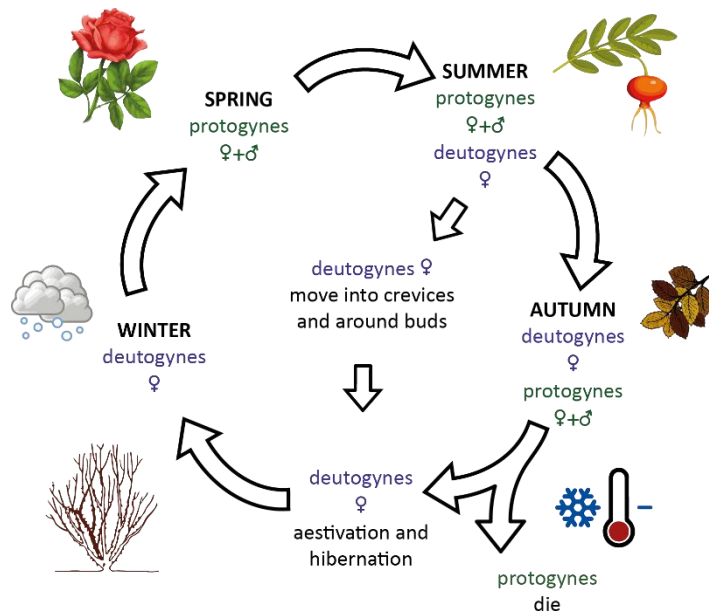 SPRING
protogynes
♀+♂
SUMMER
protogynes
♀+♂
deutogynes
♀
deutogynes ♀
move into crevices
and around buds
AUTUMN
deutogynes
♀
protogynes
♀+♂
WINTER
deutogynes
♀
deutogynes
♀
aestivation and
hibernation
protogynes
die